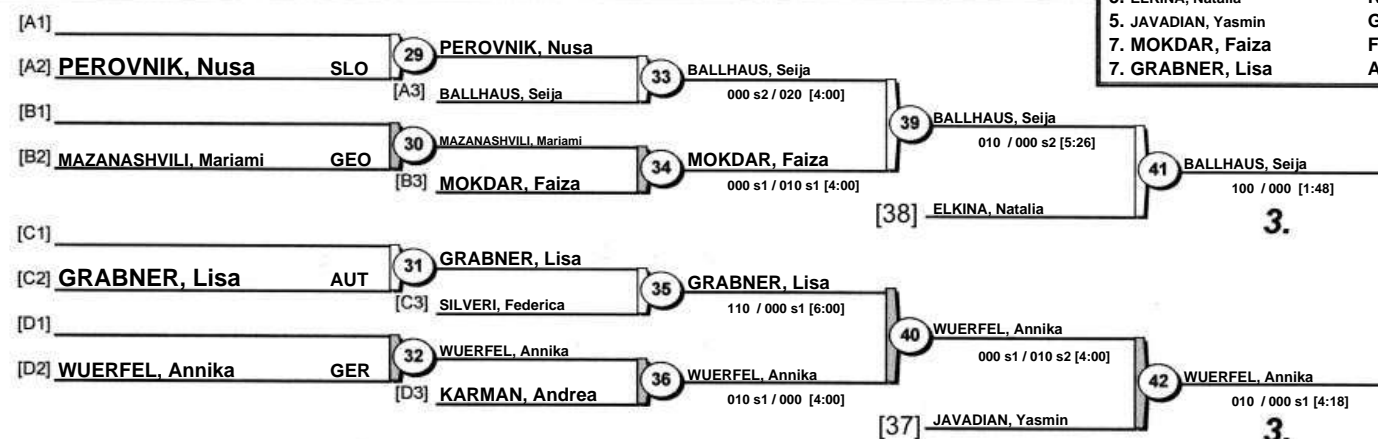 5. JAVADIAN, Yasmin
7. MOKDAR, Faiza F
7. GRABNER, Lisa A
[A1]
[A2] PEROVNIK, Nusa SLO
29
PEROVNIK, Nusa
[A3] BALLHAUS, Seija
33
BALLHAUS, Seija
000 s2 / 020 [4:00]
[B1]
[B2] MAZANASHVILI, Mariami GEO
30
MAZANASHVILI, Mariami
[B3] MOKDAR, Faiza
34
MOKDAR, Faiza
000 s1 / 010 s1 [4:00]
39
BALLHAUS, Seija
010 / 000 s2 [5:26]
[38] ELKINA, Natalia
41
BALLHAUS, Seija
100 / 000 [1:48]
3.
[C1]
[C2] GRABNER, Lisa AUT
31
GRABNER, Lisa
[C3] SILVERI, Federica
35
GRABNER, Lisa
110 / 000 s1 [6:00]
[D1]
[D2] WUERFEL, Annika GER
32
WUERFEL, Annika
[D3] KARMAN, Andrea
36
WUERFEL, Annika
010 s1 / 000 [4:00]
40
WUERFEL, Annika
000 s1 / 010 s2 [4:00]
[37] JAVADIAN, Yasmin
42
WUERFEL, Annika
010 / 000 s1 [4:18]
3.